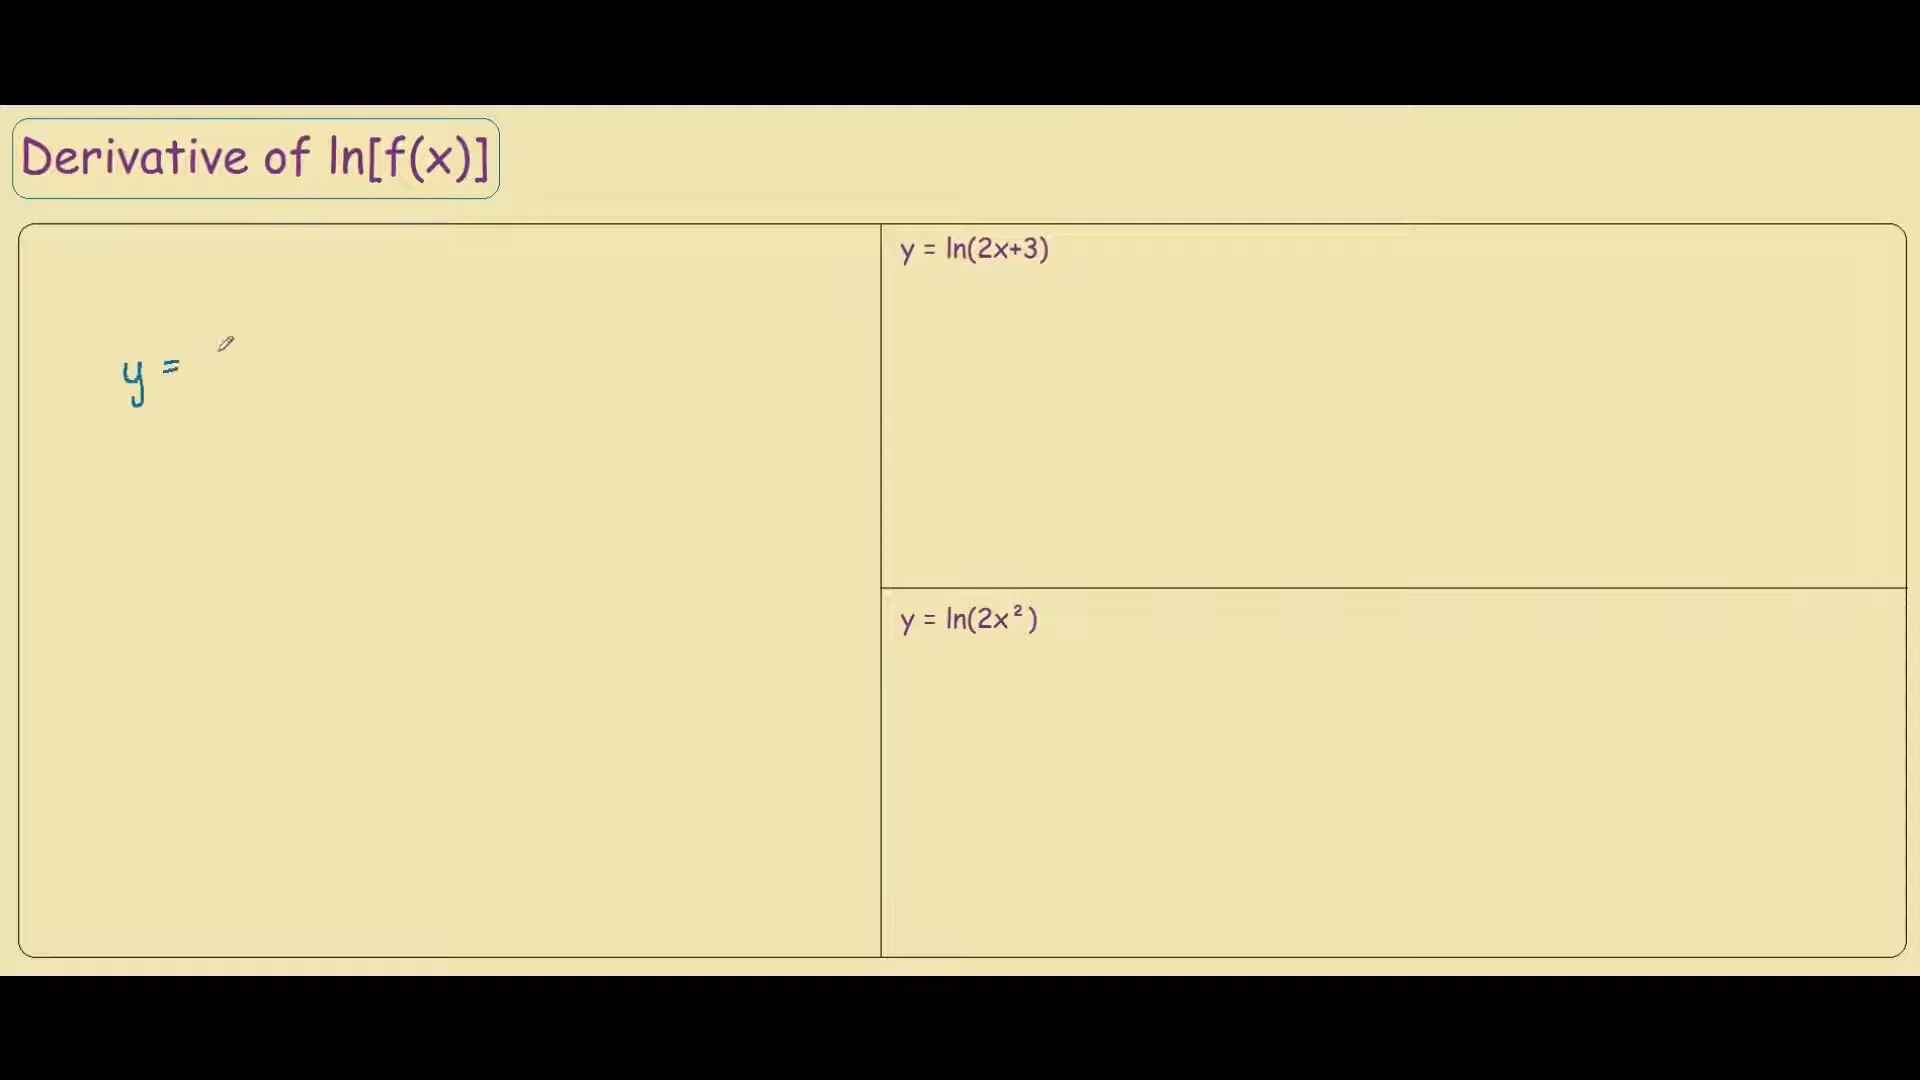 Derivative of ln[f(x)]
y =
y = ln(2x+3)
y = ln(2x²)